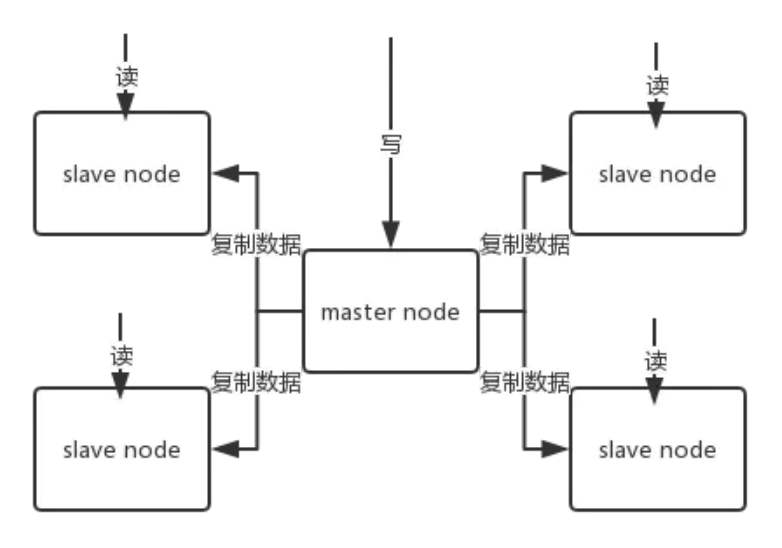 读
读
写
slave node
slave node
复制数据
复制数据
master node
读
读
复制数据
复制数据
slave node
slave node